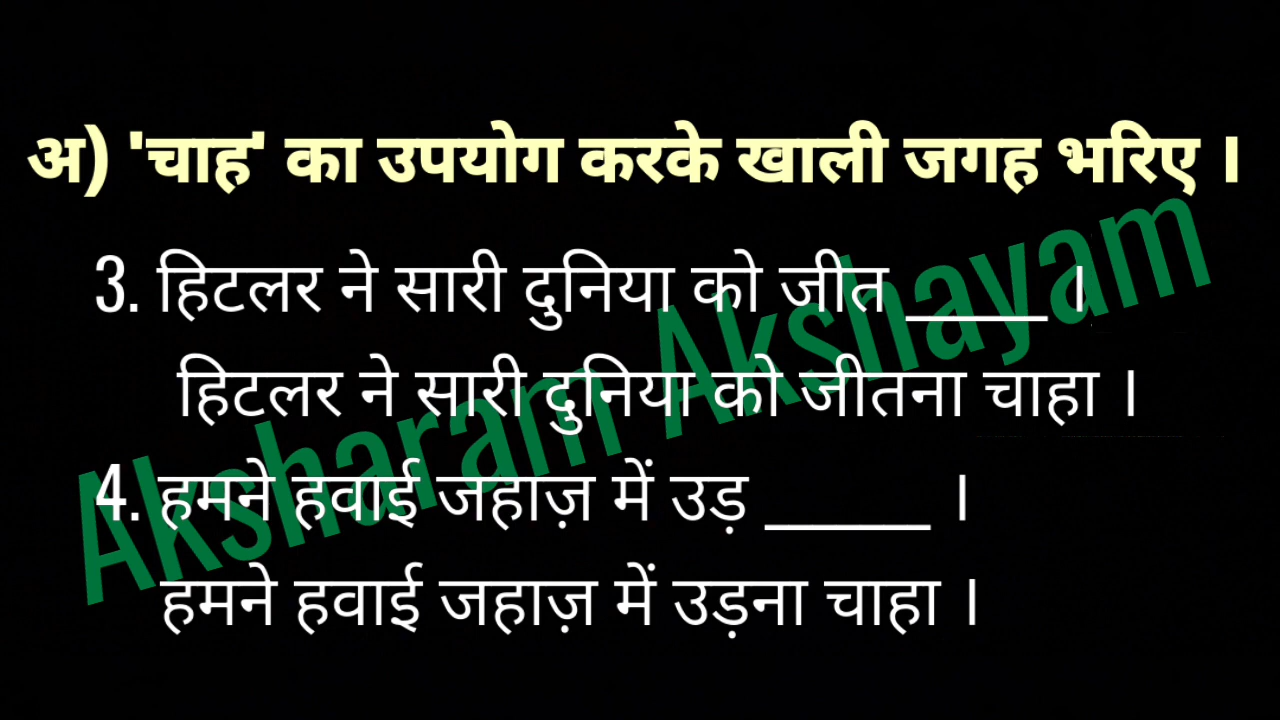 अ) 'चाह' का उपयोग करके खाली जगह भरिए ।
3. हिटलर ने सारी दुनिया को जीत _____ ।
हिटलर ने सारी दुनिया को जीतना चाहा ।
4. हमने हवाई जहाज़ में उड़ ______ ।
हमने हवाई जहाज़ में उड़ना चाहा ।
Aksharam Akshayam